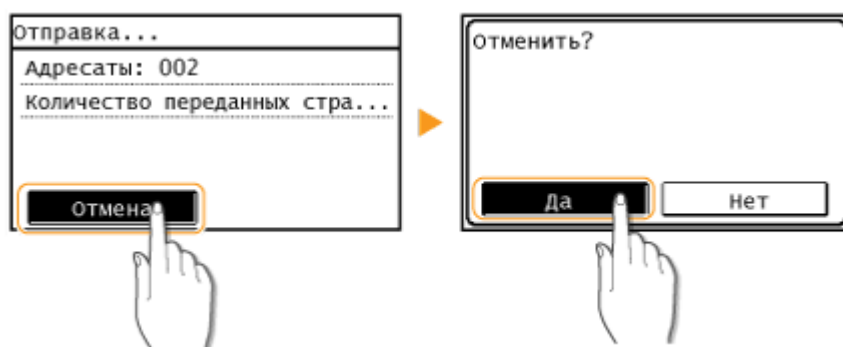 Отправка...
Адресаты: 002
Количество переданных стра...
Отмена
Отменить?
Да
Нет